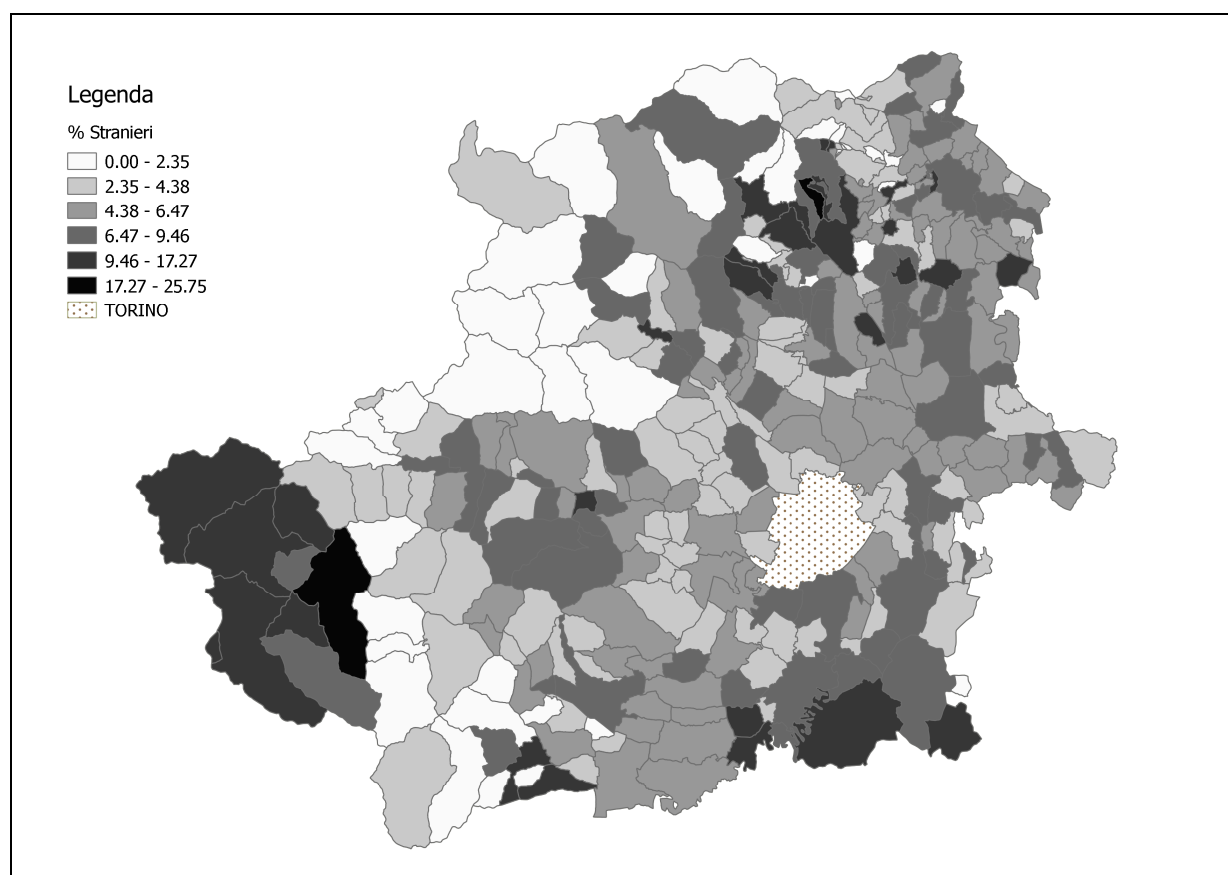 Legenda
% Stranieri
0.00 - 2.35
2.35 - 4.38
4.38 - 6.47
6.47 - 9.46
9.46 - 17.27
17.27 - 25.75
TORINO